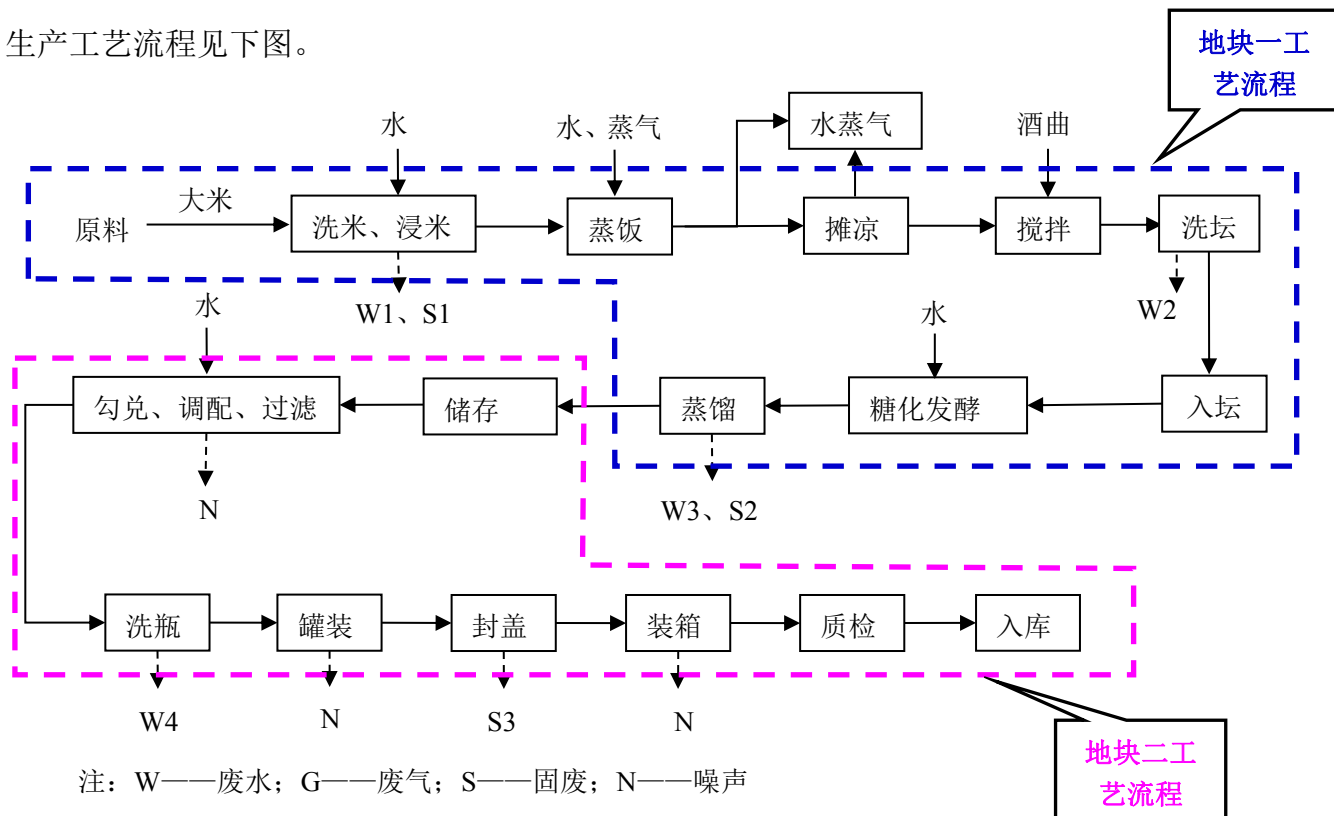 生产工艺流程见下图。
地块一工
艺流程
水
水、蒸气
水蒸气
酒曲
原料
大米
洗米、浸米
蒸饭
摊凉
搅拌
洗坛
W1、S1
W2
水
水
勾兑、调配、过滤
储存
蒸馏
糖化发酵
入坛
N
W3、S2
洗瓶
罐装
封盖
装箱
质检
入库
W4
N
S3
N
地块二工
艺流程
注：W——废水；G——废气；S——固废；N——噪声